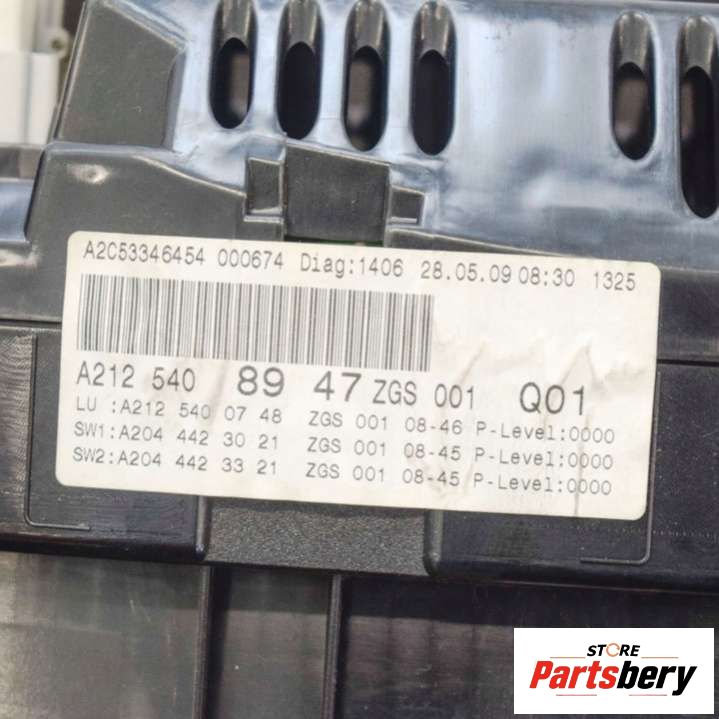 A2C53346454 000674 Diag:1406 28.05.09 08:30 1325
A212 540 89 47 ZGS 001 Q01
LU :A212 540 07 48 ZGS 001 08-46 P-Level:0000
SW1:A204 442 30 21 ZGS 001 08-45 P-Level:0000
SW2:A204 442 33 21 ZGS 001 08-45 P-Level:0000
STORE
Partsbery